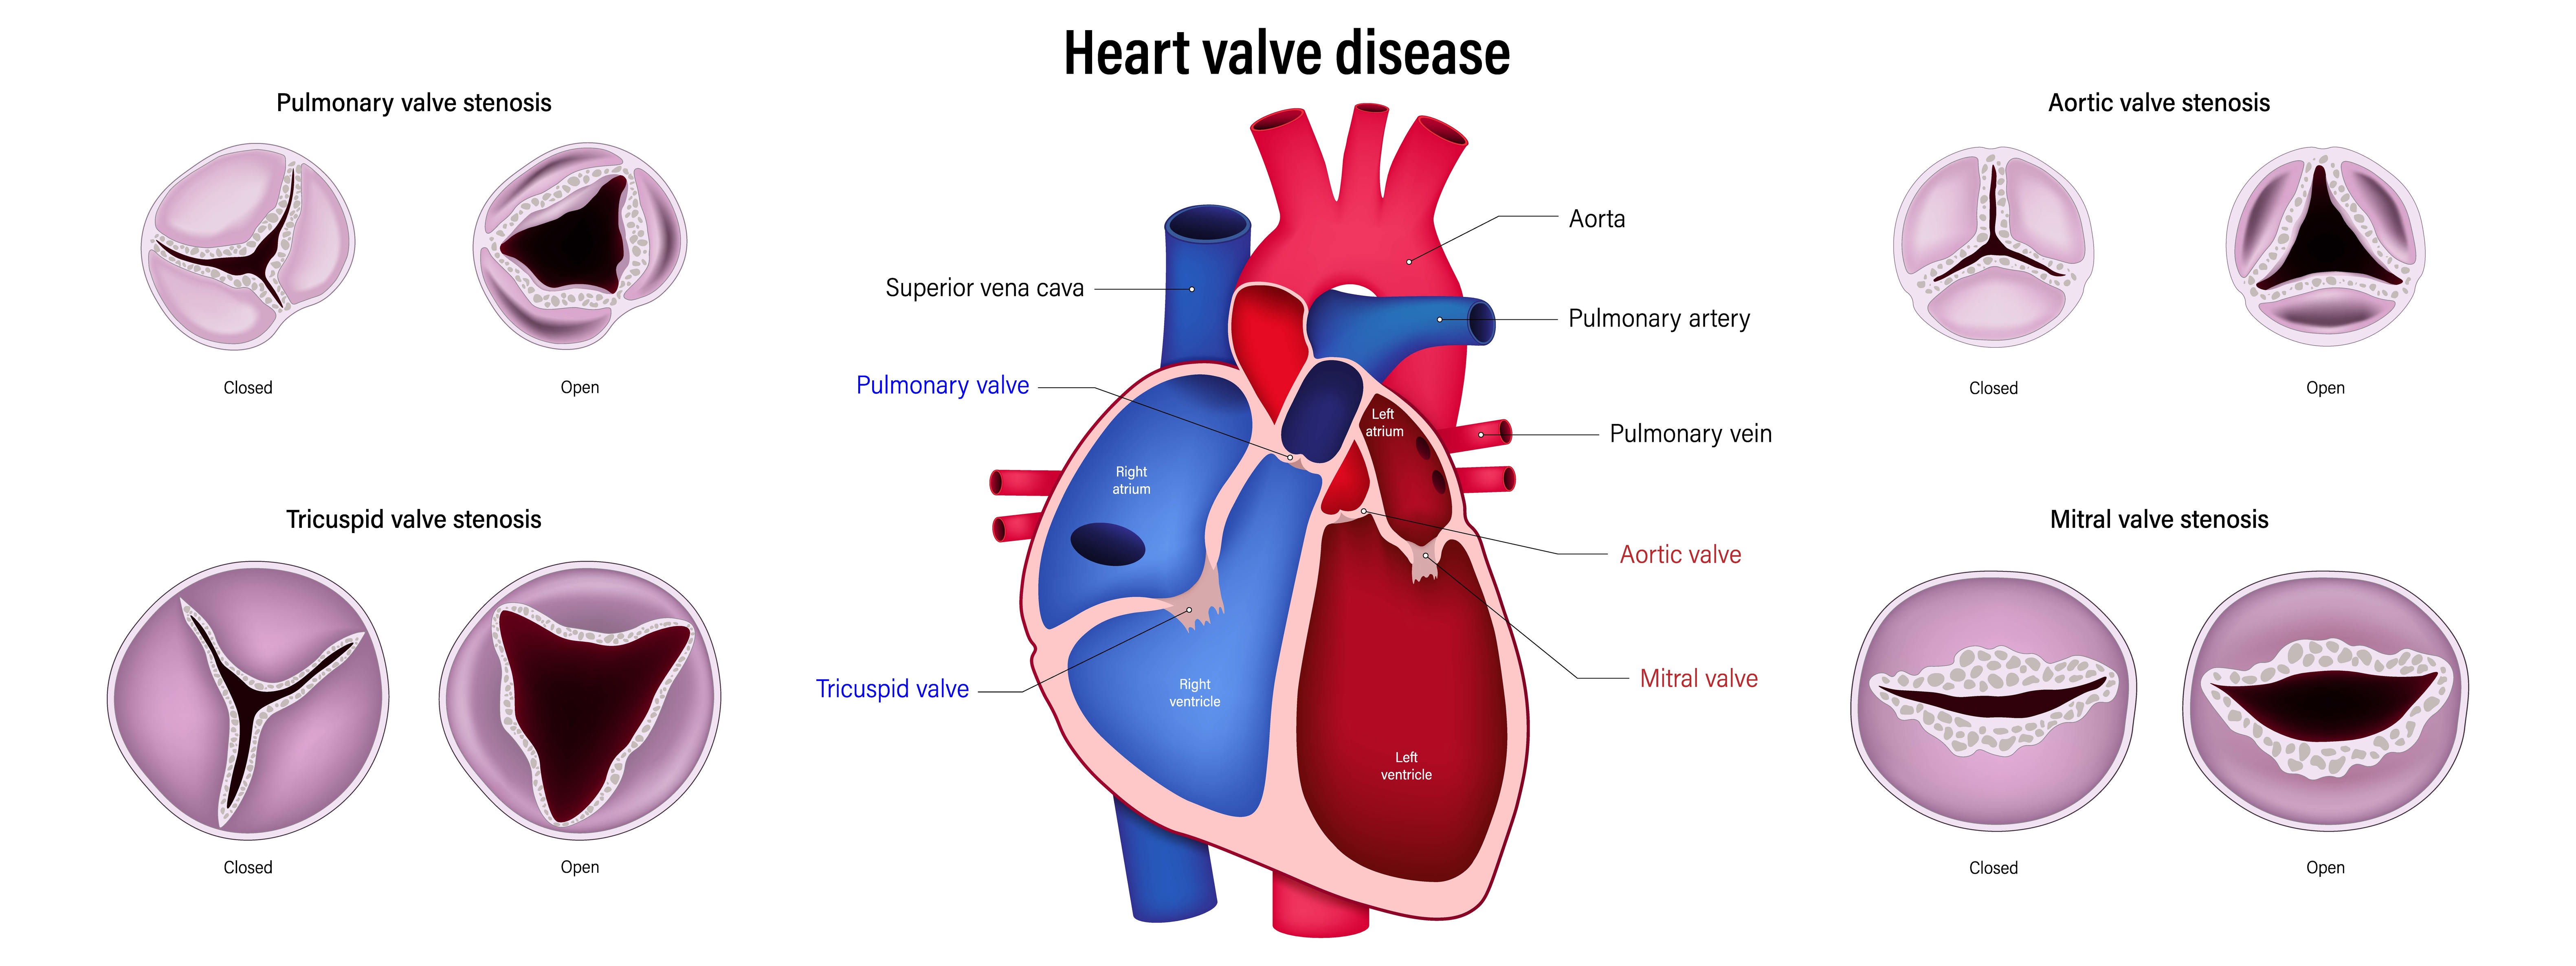 Heart valve disease
Pulmonary valve stenosis
Closed
Open
Tricuspid valve stenosis
Closed
Open
Superior vena cava
Pulmonary valve
Tricuspid valve
Right
atrium
Right
ventricle
Left
atrium
Left
ventricle
Aorta
Pulmonary artery
Pulmonary vein
Aortic valve
Mitral valve
Aortic valve stenosis
Closed
Open
Mitral valve stenosis
Closed
Open